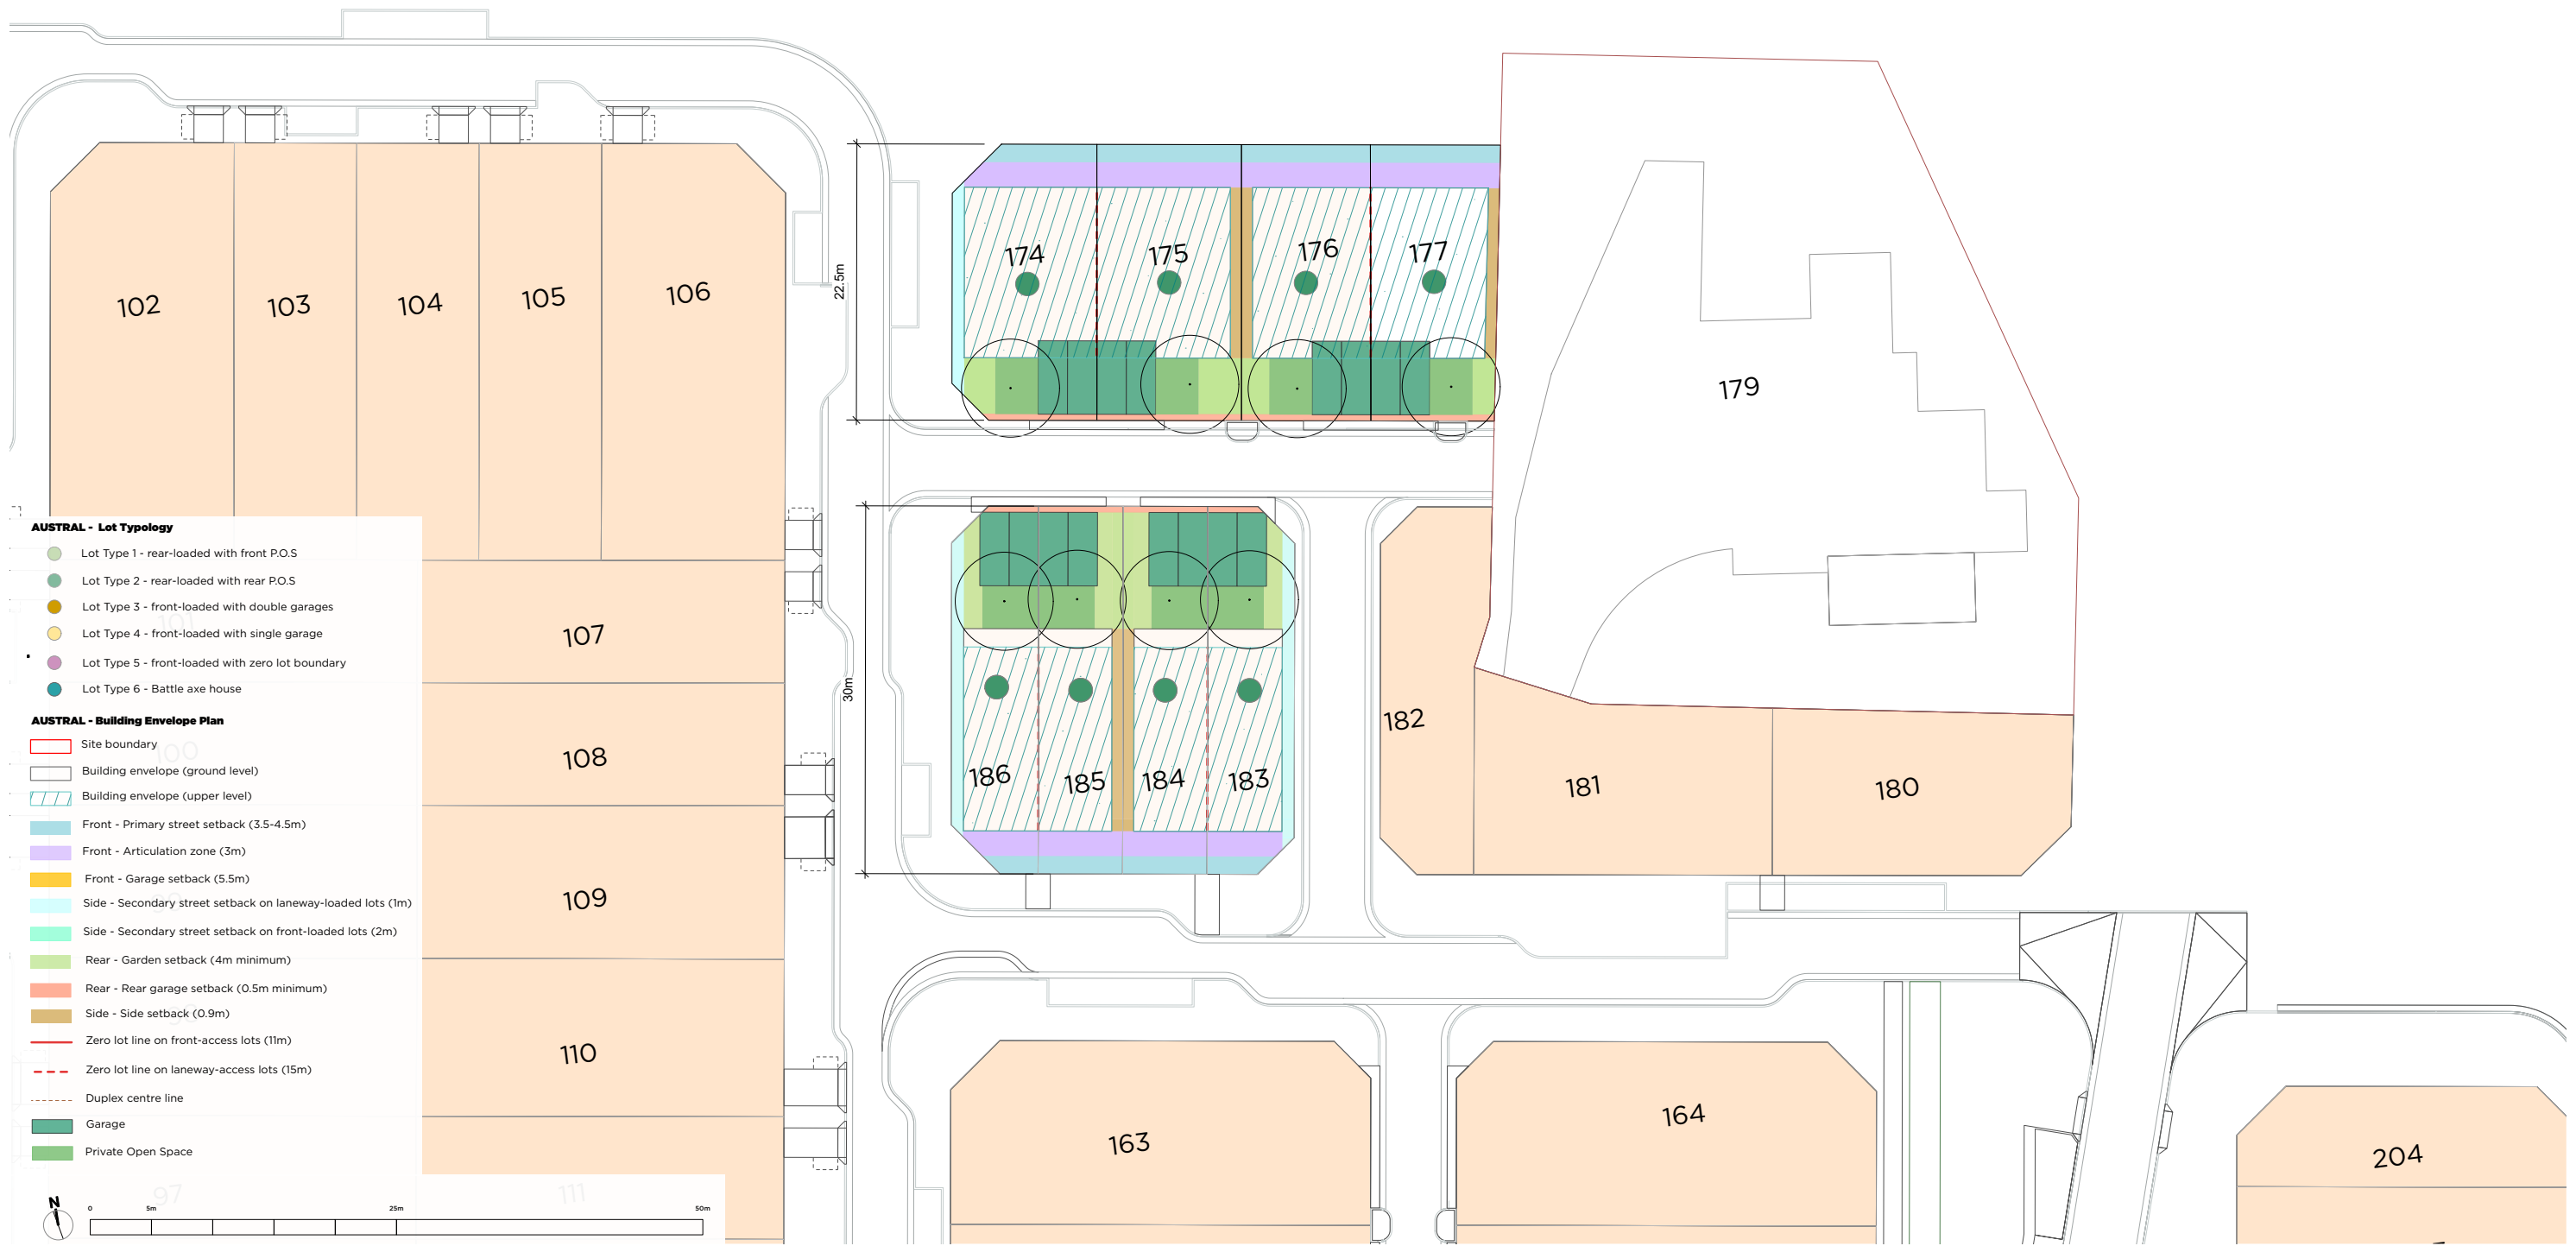 22.5m
174
175
176
177
102
103
104
105
106
179
AUSTRAL - Lot Typology
Lot Type 1 - rear-loaded with front P.O.S
Lot Type 2 - rear-loaded with rear P.O.S
Lot Type 3 - front-loaded with double garages
101
Lot Type 4 - front-loaded with single garage
Lot Type 5 - front-loaded with zero lot boundary
Lot Type 6 - Battle axe house
107
30m
182
AUSTRAL - Building Envelope Plan
Site boundary
100
Building envelope (ground level)
Building envelope (upper level)
108
186
185
184
183
181
180
Front - Primary street setback (3.5-4.5m)
Front - Articulation zone (3m)
Front - Garage setback (5.5m)
Side - Secondary street setback on laneway-loaded lots (1m)
109
Side - Secondary street setback on front-loaded lots (2m)
Rear - Garden setback (4m minimum)
Rear - Rear garage setback (0.5m minimum)
Side - Side setback (0.9m)
Zero lot line on front-access lots (11m)
110
Zero lot line on laneway-access lots (15m)
Duplex centre line
Garage
Private Open Space
163
164
204
97
111
N
0
5m
25m
50m